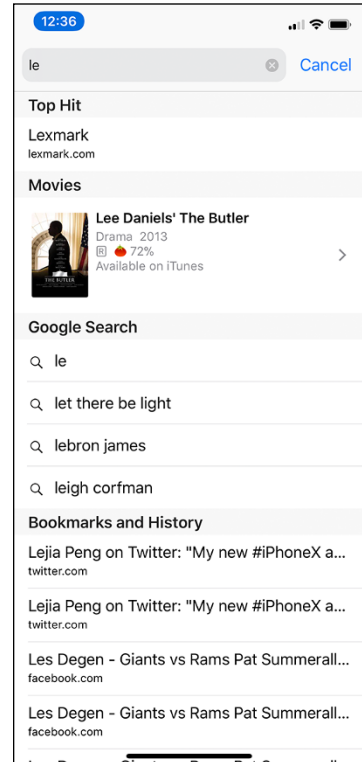 12:36
le
Cancel
Top Hit
Lexmark
lexmark.com
Movies
Lee Daniels' The Butler
Drama 2013
R 72%
Available on iTunes
THE BUTLER
Google Search
le
let there be light
lebron james
leigh corfman
Bookmarks and History
Lejia Peng on Twitter: "My new #iPhoneX a...
twitter.com
Lejia Peng on Twitter: "My new #iPhoneX a...
twitter.com
Les Degen - Giants vs Rams Pat Summerall...
facebook.com
Les Degen - Giants vs Rams Pat Summerall...
facebook.com